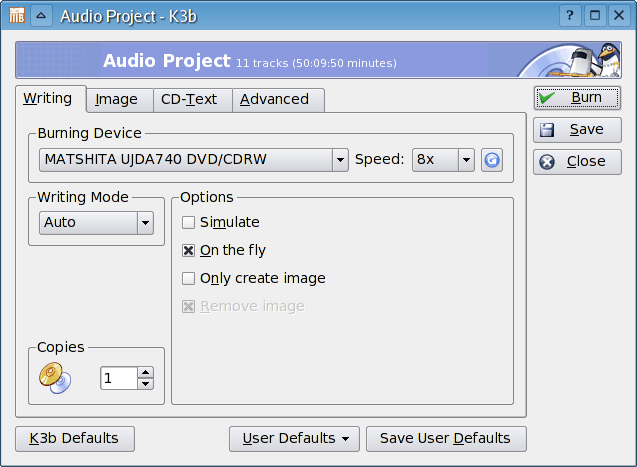 Audio Project - K3b
Audio Project 11 tracks (50:09:50 minutes)
Writing Image CD-Text Advanced
Burn
Save
Close
Burning Device
MATSHITA UJDA740 DVD/CDRW Speed: 8x
Writing Mode
Auto
Options
Simulate
On the fly
Only create image
Remove image
Copies
1
K3b Defaults User Defaults Save User Defaults